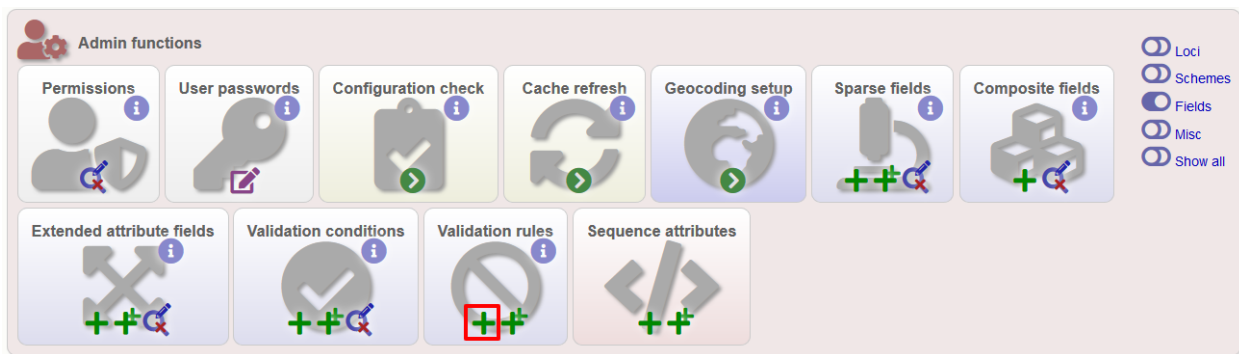 Admin functions
Permissions
User passwords
Configuration check
Cache refresh
Geocoding setup
Sparse fields
Composite fields
Extended attribute fields
Validation conditions
Validation rules
Sequence attributes
Loci
Schemes
Fields
Misc
Show all